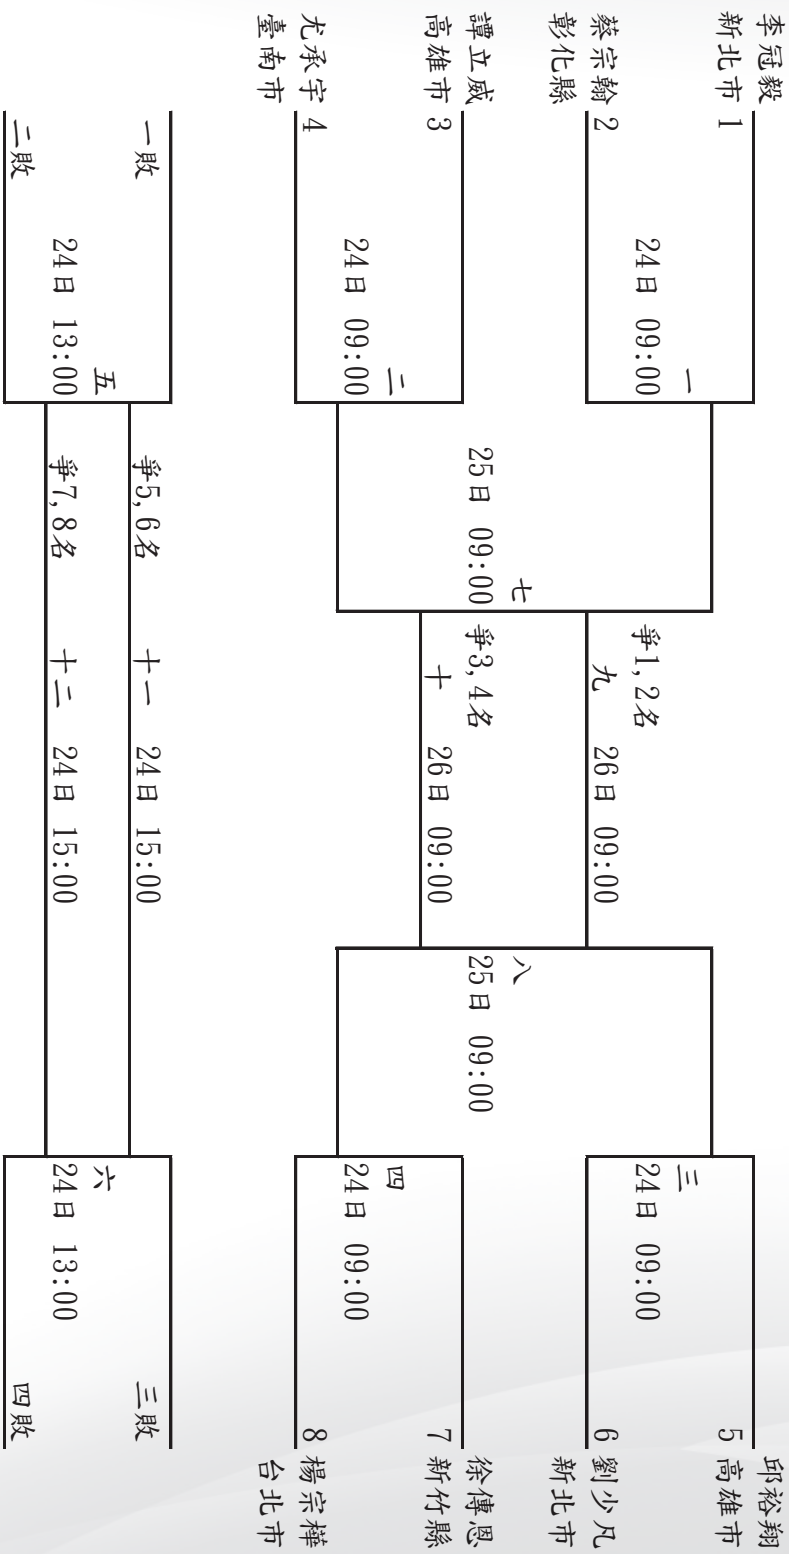 李冠毅
新北市 1
蔡宗翰
彰化縣 2
譚立威
高雄市 3
尤承宇 4
臺南市
一敗
二敗
一
24日 09:00
二
24日 09:00
五
24日 13:00
七
25日 09:00
爭1,2名
九 26日 09:00
爭3,4名
十 26日 09:00
爭5,6名 十一 24日 15:00
爭7,8名 十二 24日 15:00
八
25日 09:00
三
24日 09:00
四
24日 09:00
六
24日 13:00
三敗
四敗
邱裕翔
5 高雄市
6 劉少凡
新北市
徐傳恩
7 新竹縣
8 楊宗樺
台北市